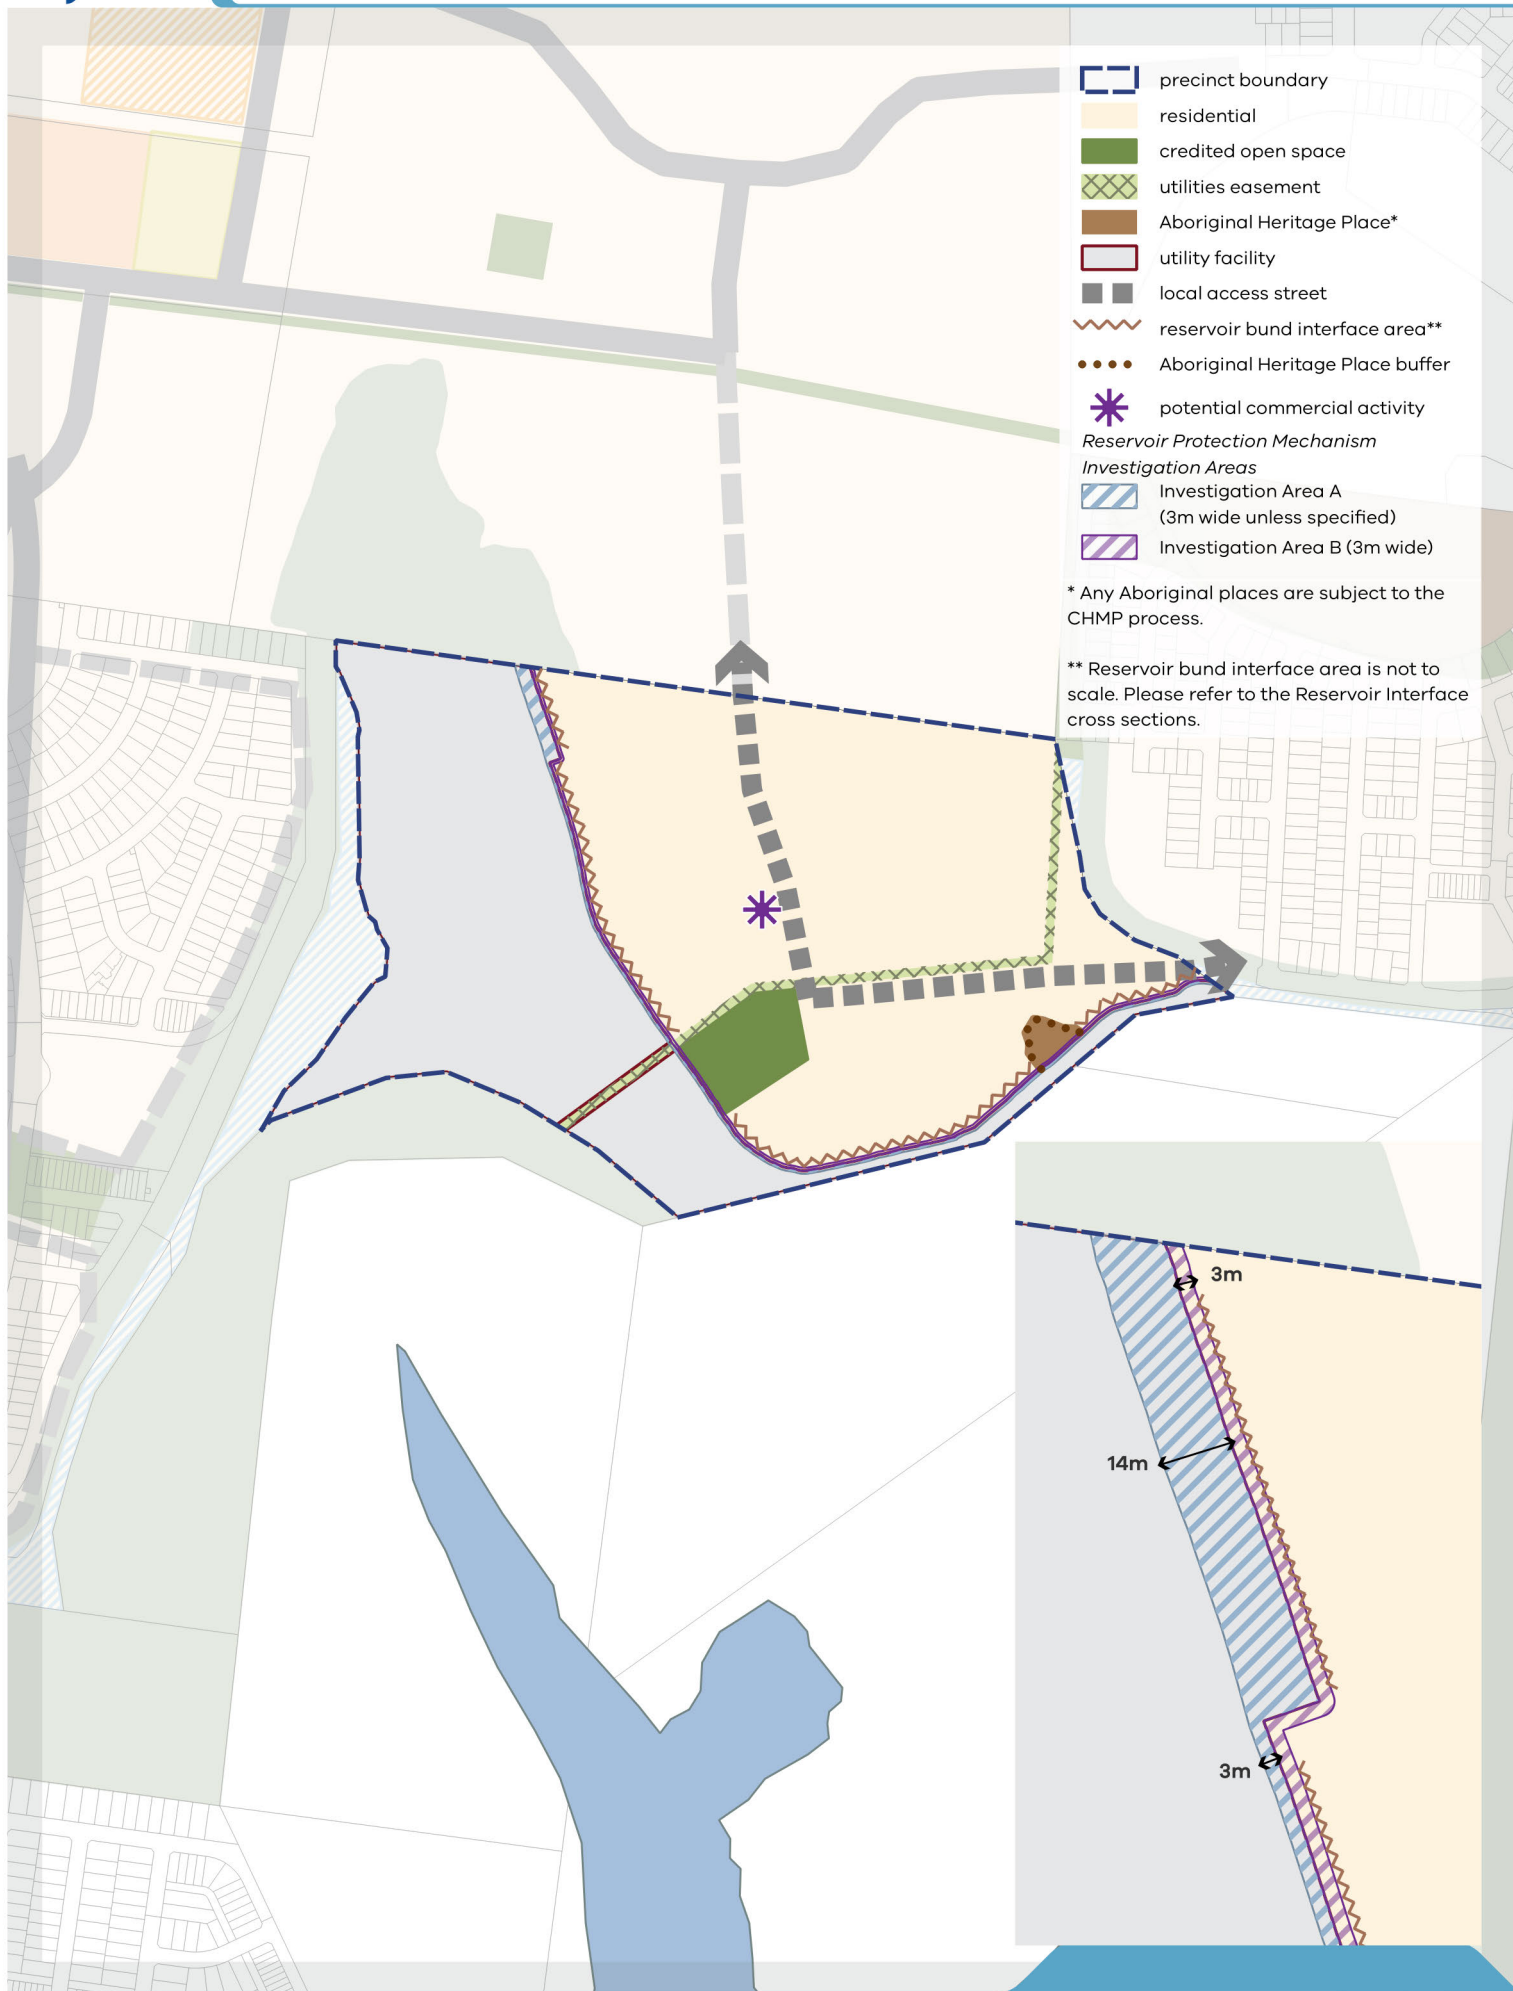 precinct boundary
residential
credited open space
utilities easement
Aboriginal Heritage Place*
utility facility
local access street
reservoir bund interface area**
Aboriginal Heritage Place buffer
potential commercial activity
Reservoir Protection Mechanism
Investigation Areas
Investigation Area A
(3m wide unless specified)
Investigation Area B (3m wide)
* Any Aboriginal places are subject to the
CHMP process.
** Reservoir bund interface area is not to
scale. Please refer to the Reservoir Interface
cross sections.
3m
14m
3m